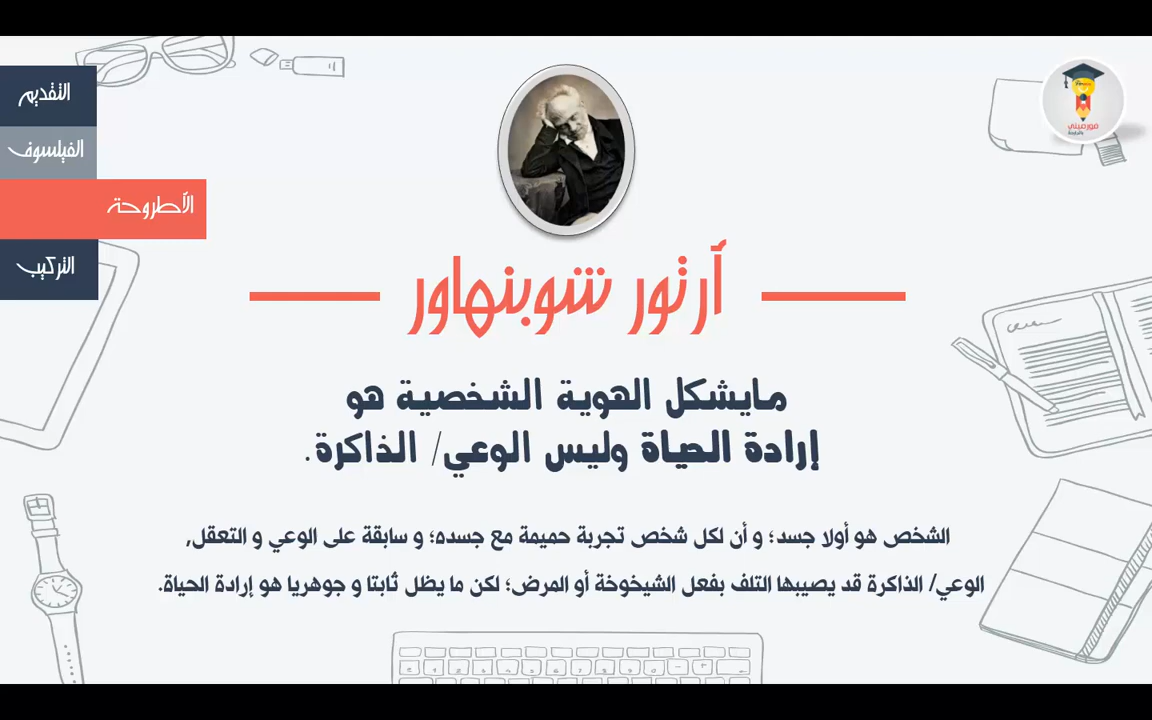 التقديم
الفيلسوف
الأطروحة
التركيب
فورميني
آرثور شوبنهاور
مايشكل الهوية الشخصية هو
إرادة الحياة وليس الوعي/ الذاكرة.
الشخص هو أولا جسد؛ و أن لكل شخص تجربة حميمة مع جسده؛ و سابقة على الوعي و التعقل,
الوعي/ الذاكرة قد يصيبها التلف بفعل الشيخوخة أو المرض؛ لكن ما يظل ثابتا و جوهريا هو إرادة الحياة.